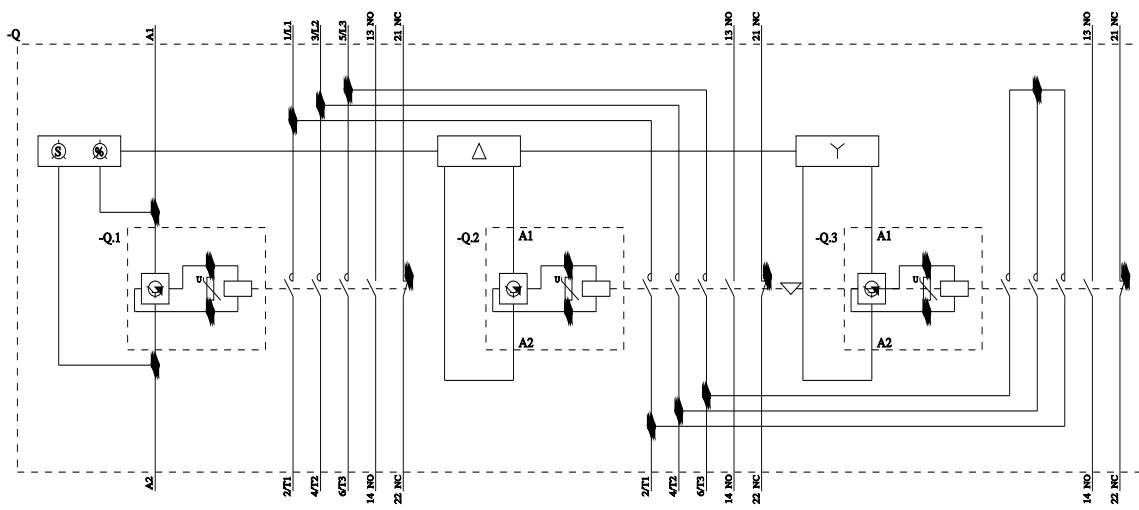 -Q
A1
1/L1
3/L2
5/L3
13 NO
21 NC
13 NO
21 NC
13 NO
21 NC
S
%
Δ
Y
-Q.1
-Q.2
A1
-Q.3
A1
U
U
U
A2
A2
A2
2/T1
4/T2
6/T3
14 NO
22 NC
2/T1
4/T2
6/T3
14 NO
22 NC
14 NO
22 NC